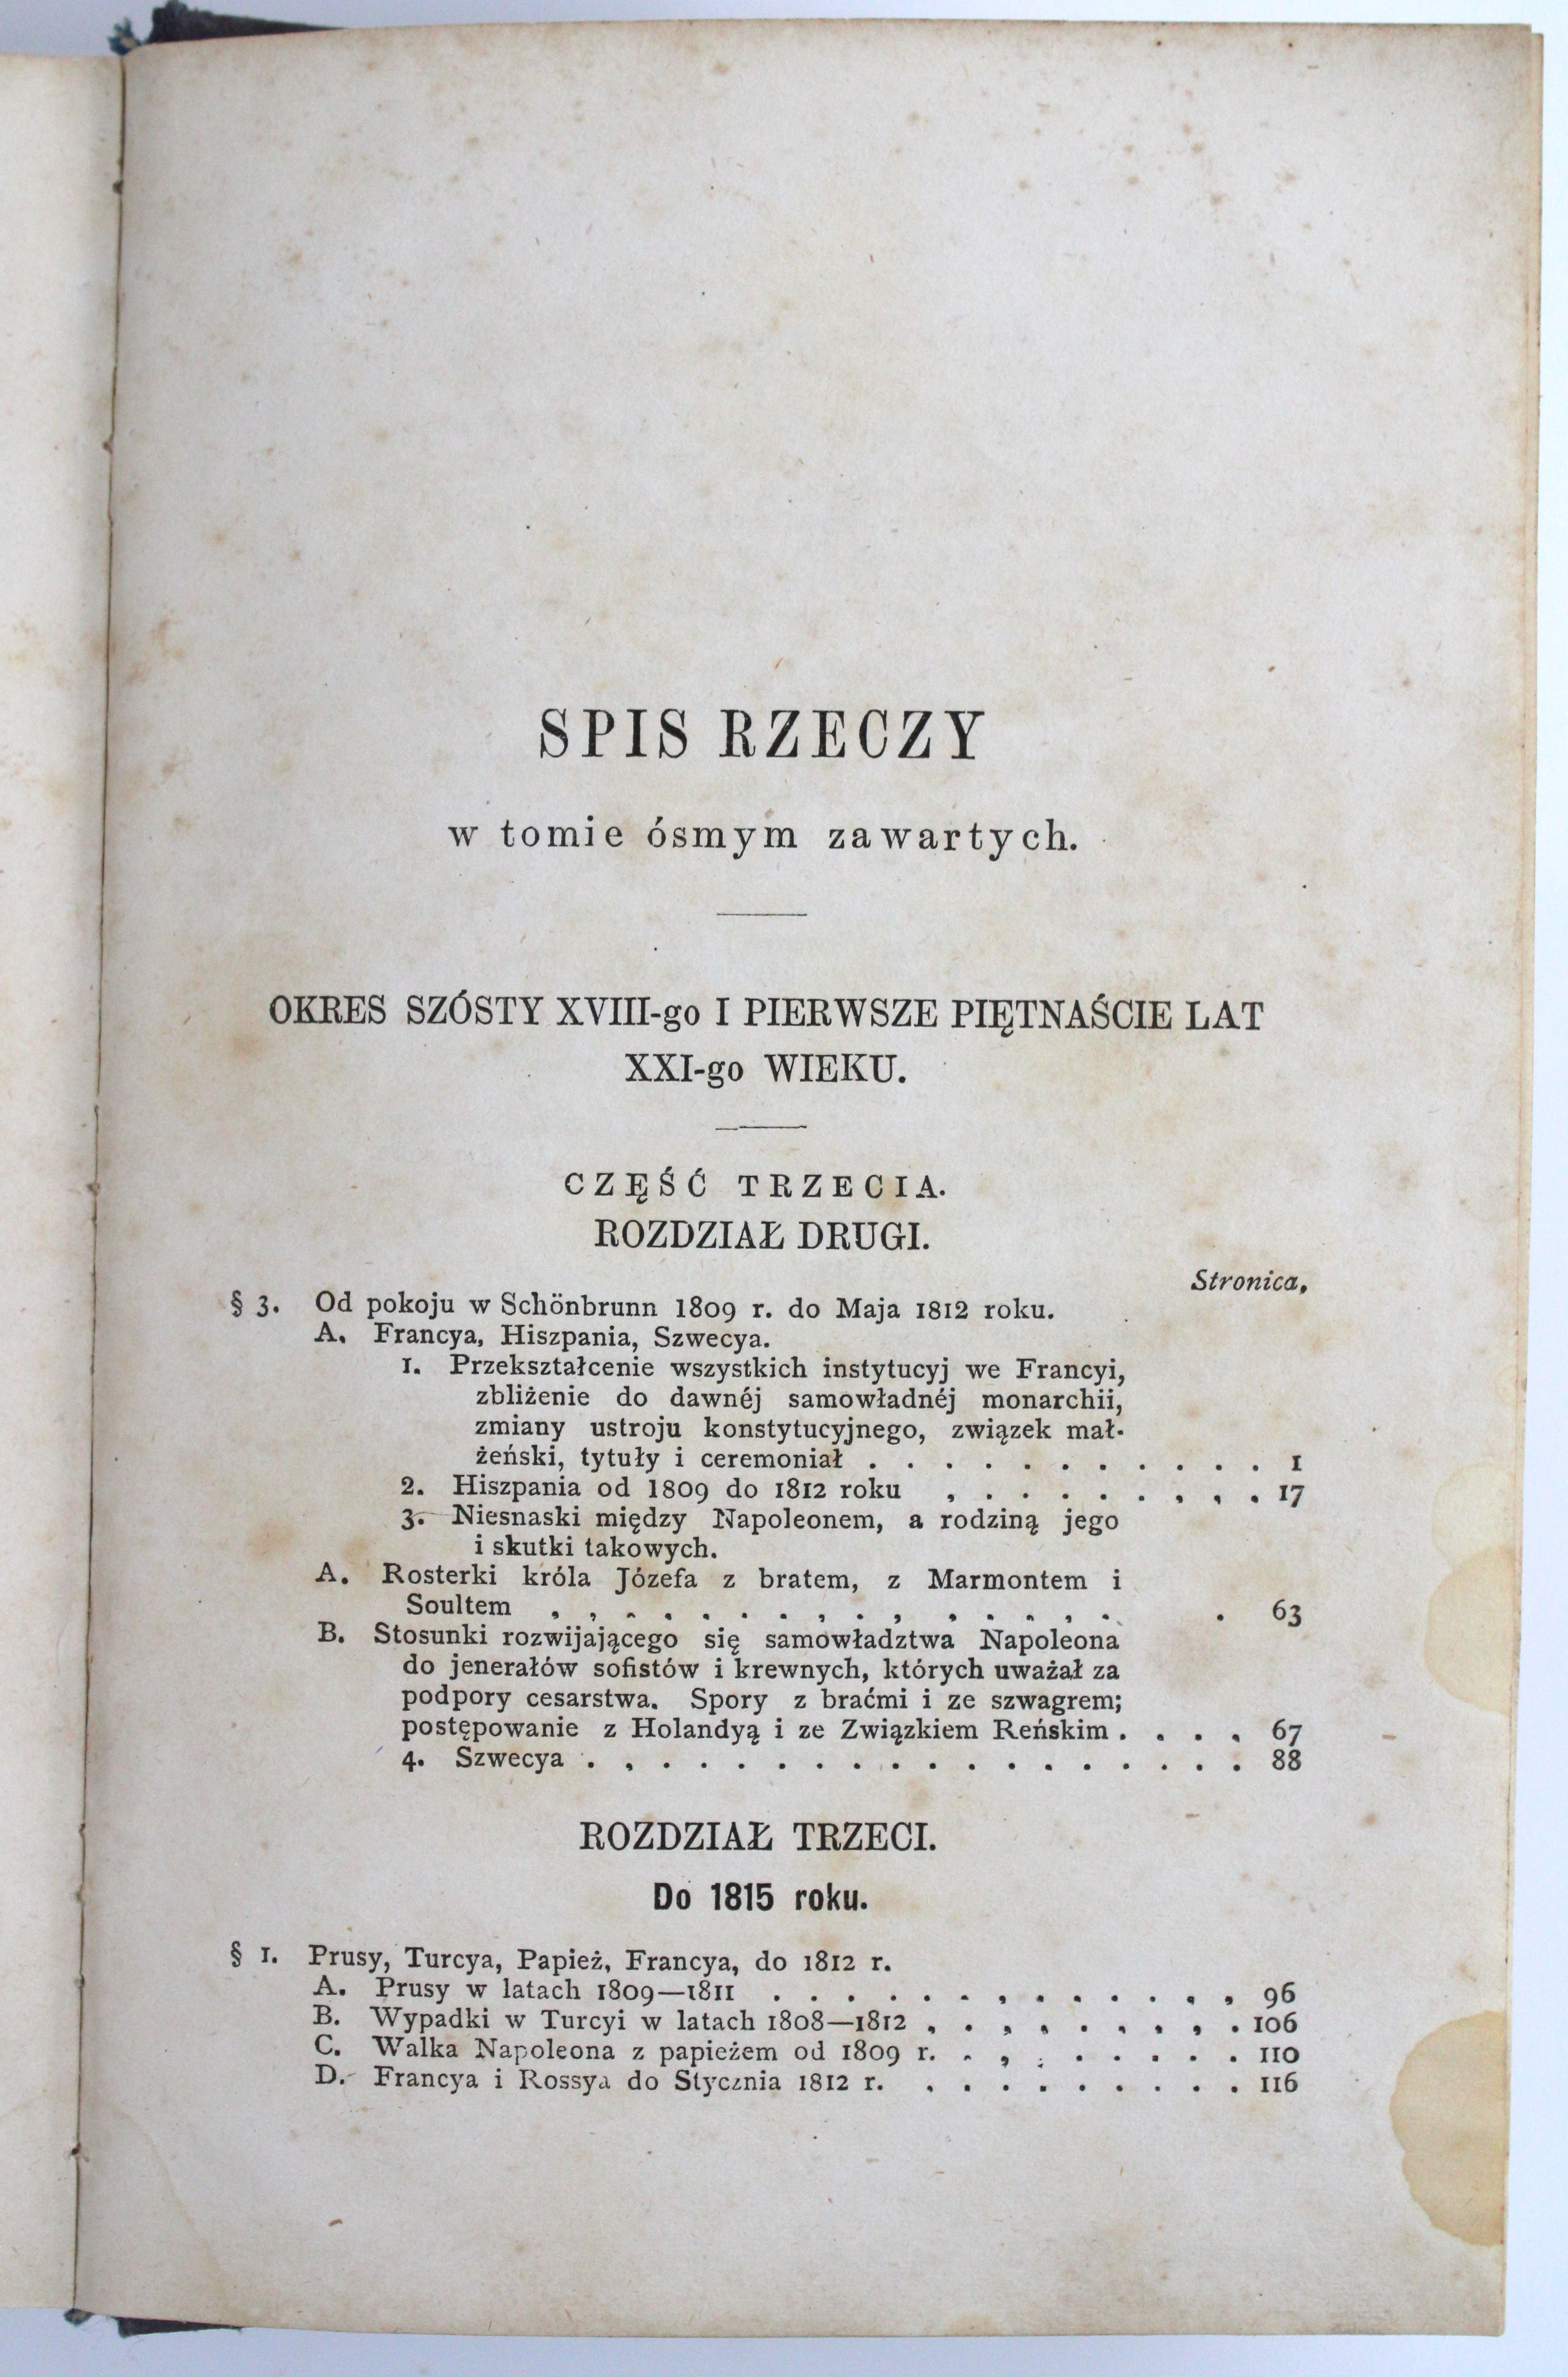 SPIS RZECZY
w tomie ósmym zawartych.
OKRES SZÓSTY XVIII-go I PIERWSZE PIĘTNAŚCIE LAT
XXI-go WIEKU.
CZĘŚĆ TRZECIA.
ROZDZIAŁ DRUGI.
Stronica.
§ 3. Od pokoju w Schönbrunn 1809 r. do Maja 1812 roku.
A. Francya, Hiszpania, Szwecya.
1. Przekształcenie wszystkich instytucyj we Francyi,
zbliżenie do dawnéj samowładnéj monarchii,
zmiany ustroju konstytucyjnego, związek mał-
żeński, tytuły i ceremoniał . . . . . . . . . . . 1
2. Hiszpania od 1809 do 1812 roku . . . . . . . . . 17
3. Niesnaski między Napoleonem, a rodziną jego
i skutki takowych.
A. Rosterki króla Józefa z bratem, z Marmontem i
Soultem . . . . . . . . . . . . . . . . 63
B. Stosunki rozwijającego się samowładztwa Napoleona
do jenerałów sofistów i krewnych, których uważał za
podpory cesarstwa. Spory z braćmi i ze szwagrem;
postępowanie z Holandyą i ze Związkiem Reńskim . . . . 67
4. Szwecya . . . . . . . . . . . . . . . . . . 88
ROZDZIAŁ TRZECI.
Do 1815 roku.
§ 1. Prusy, Turcya, Papież, Francya, do 1812 r.
A. Prusy w latach 1809—1811 . . . . . . . . . . . . . 96
B. Wypadki w Turcyi w latach 1808—1812 . . . . . . . . . 106
C. Walka Napoleona z papieżem od 1809 r. . . . . . . . . 110
D. Francya i Rossya do Stycznia 1812 r. . . . . . . . . . 116